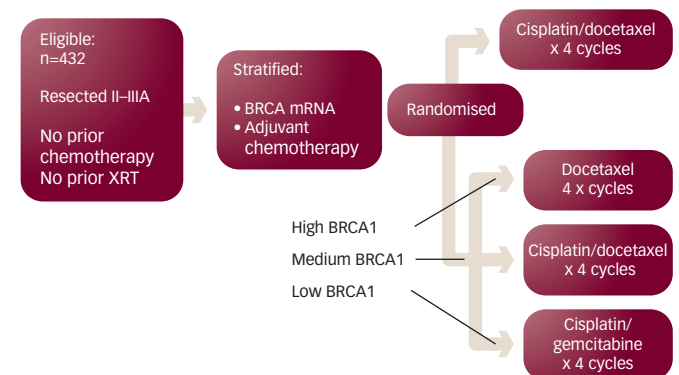 Eligible:
n=432
Resected II–IIIA
No prior
chemotherapy
No prior XRT
Stratified:
• BRCA mRNA
• Adjuvant
chemotherapy
Randomised
Cisplatin/docetaxel
x 4 cycles
High BRCA1
Medium BRCA1
Low BRCA1
Docetaxel
4 x cycles
Cisplatin/docetaxel
x 4 cycles
Cisplatin/
gemcitabine
x 4 cycles